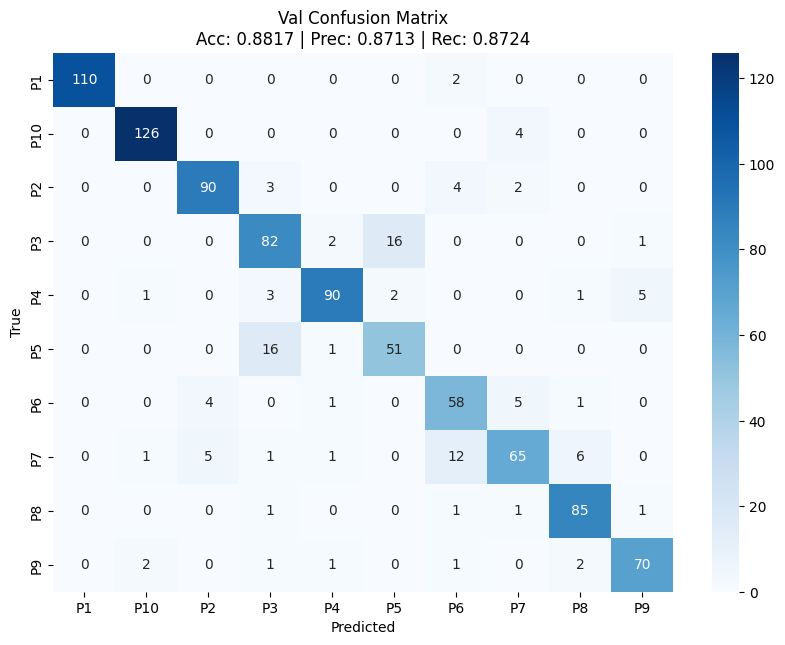 Val Confusion Matrix
Acc: 0.8817 | Prec: 0.8713 | Rec: 0.8724
P1 110 0 0 0 0 0 2 0 0 0
P10 0 126 0 0 0 0 0 4 0 0
P2 0 0 90 3 0 0 4 2 0 0
P3 0 0 0 82 2 16 0 0 0 1
P4 0 1 0 3 90 2 0 0 1 5
P5 0 0 0 16 1 51 0 0 0 0
P6 0 0 4 0 1 0 58 5 1 0
P7 0 1 5 1 1 0 12 65 6 0
P8 0 0 0 1 0 0 1 1 85 1
P9 0 2 0 1 1 0 1 0 2 70
P1 P10 P2 P3 P4 P5 P6 P7 P8 P9
Predicted
True
120
100
80
60
40
20
0